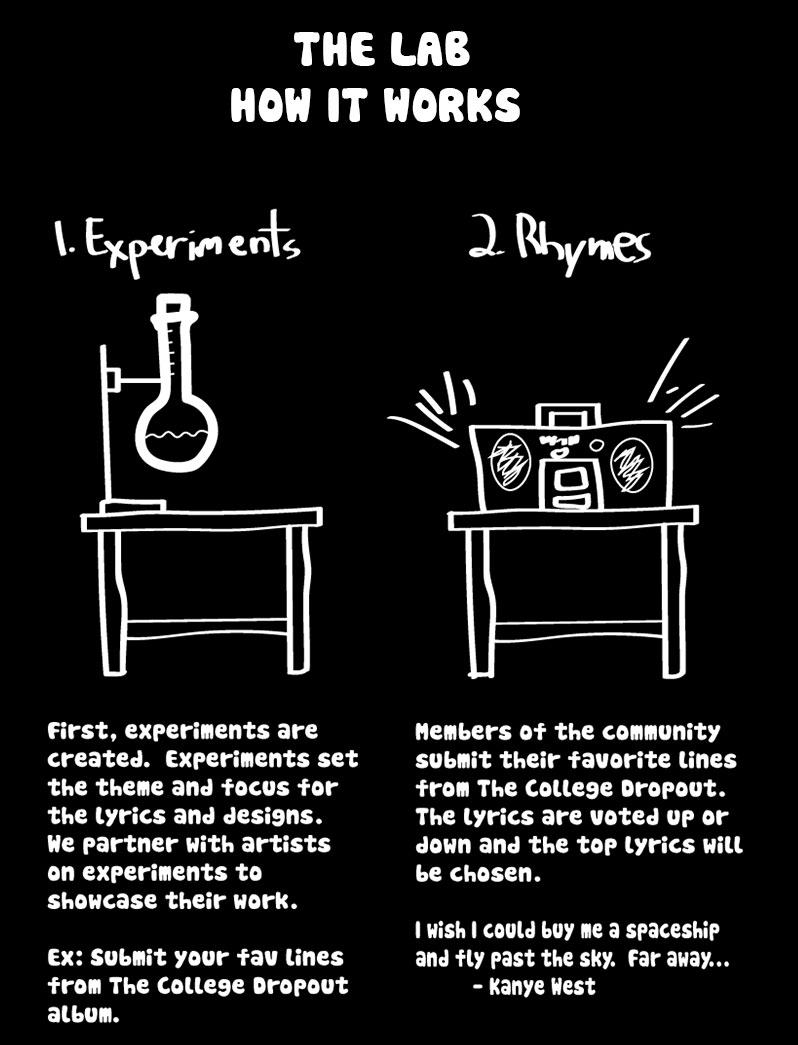 THE LAB
HOW IT WORKS
1. Experiments
First, experiments are
created. Experiments set
the theme and focus for
the lyrics and designs.
We partner with artists
on experiments to
showcase their work.
Ex: Submit your fav lines
from The College Dropout
album.
2. Rhymes
Members of the community
submit their favorite lines
from The College Dropout.
The lyrics are voted up or
down and the top lyrics will
be chosen.
I wish I could buy me a spaceship
and fly past the sky. Far away...
- Kanye West